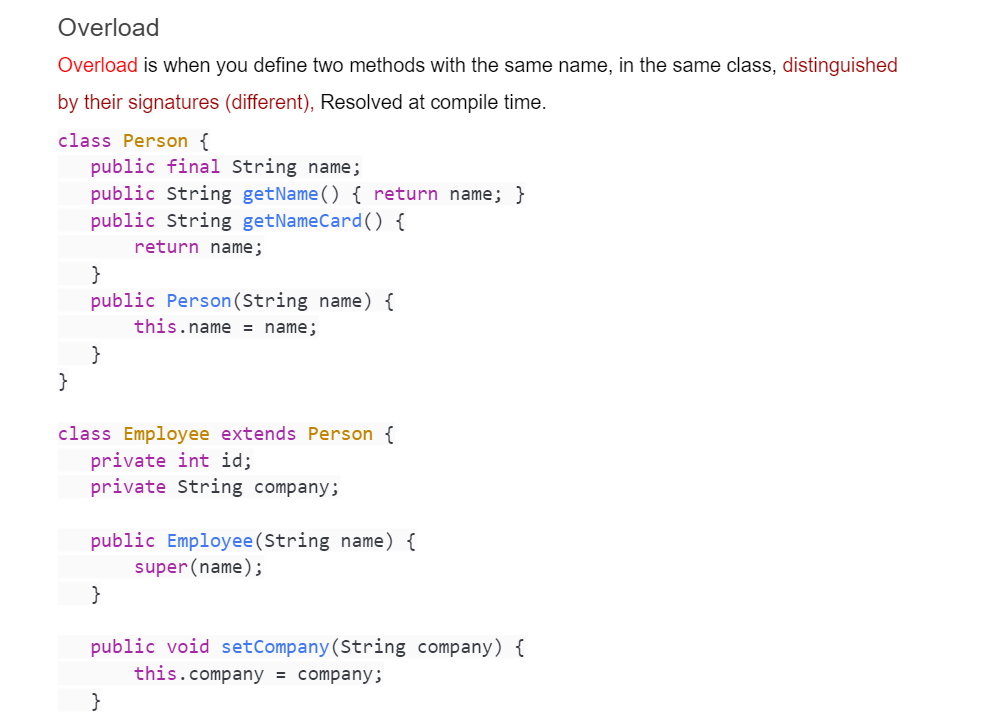 Overload
Overload is when you define two methods with the same name, in the same class, distinguished
by their signatures (different), Resolved at compile time.
class Person {
   public final String name;
   public String getName() { return name; }
   public String getNameCard() {
       return name;
   }
   public Person(String name) {
       this.name = name;
   }
}

class Employee extends Person {
   private int id;
   private String company;

   public Employee(String name) {
       super(name);
   }

   public void setCompany(String company) {
       this.company = company;
   }